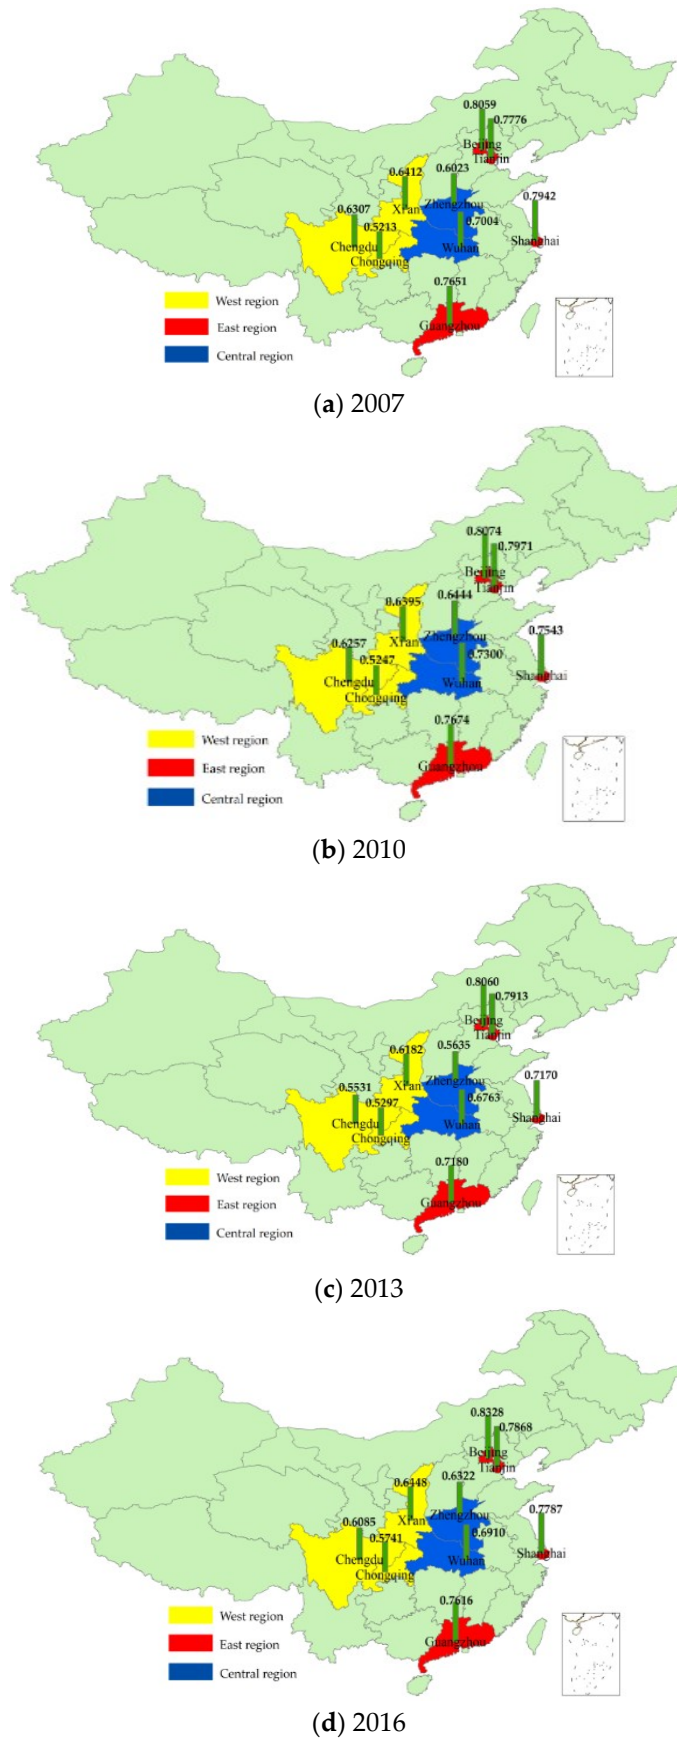 0.8059
0.7776
Beijing
Tianjin
0.6412
0.6023
Xi'an
Zhengzhou
0.7942
0.6307
0.5213
0.7004
Chengdu
Wuhan
Shanghai
Chongqing
0.7651
Guangzhou
West region
East region
Central region
(a) 2007
0.8074
0.7971
Beijing
Tianjin
0.6395
0.6444
Xi'an
Zhengzhou
0.7543
0.6257
0.5247
0.7300
Chengdu
Wuhan
Shanghai
Chongqing
0.7674
Guangzhou
West region
East region
Central region
(b) 2010
0.8060
0.7913
Beijing
Tianjin
0.6182
0.5635
Xi'an
Zhengzhou
0.7170
0.5531
0.5297
0.6763
Chengdu
Wuhan
Shanghai
Chongqing
0.7180
Guangzhou
West region
East region
Central region
(c) 2013
0.8328
0.7868
Beijing
Tianjin
0.6448
0.6322
Xi'an
Zhengzhou
0.7787
0.6085
0.5741
0.6910
Chengdu
Wuhan
Shanghai
Chongqing
0.7616
Guangzhou
West region
East region
Central region
(d) 2016